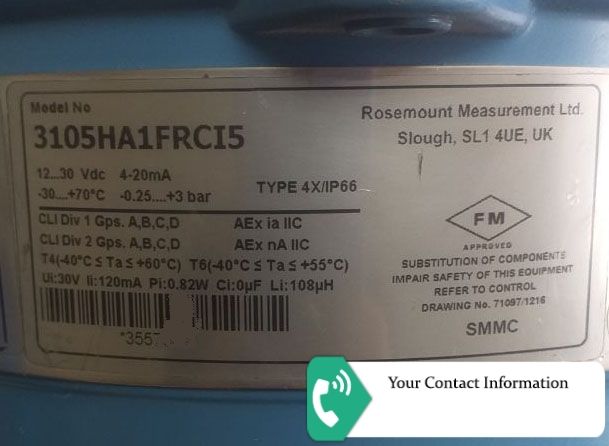 Model No
3105HA1FRCI5
12...30 Vdc 4-20mA
-30....+70°C -0.25....+3 bar
TYPE 4X/IP66
CLI Div 1 Gps. A,B,C,D AEx ia IIC
CLI Div 2 Gps. A,B,C,D AEx nA IIC
T4(-40°C ≤ Ta ≤ +60°C) T6(-40°C ≤ Ta ≤ +55°C)
Ui:30V Ii:120mA Pi:0.82W Ci:0µF Li:108µH
*355
Rosemount Measurement Ltd.
Slough, SL1 4UE, UK
FM
APPROVED
SUBSTITUTION OF COMPONENTS
IMPAIR SAFETY OF THIS EQUIPMENT
REFER TO CONTROL
DRAWING No. 71097/1216
SMMC
Your Contact Information